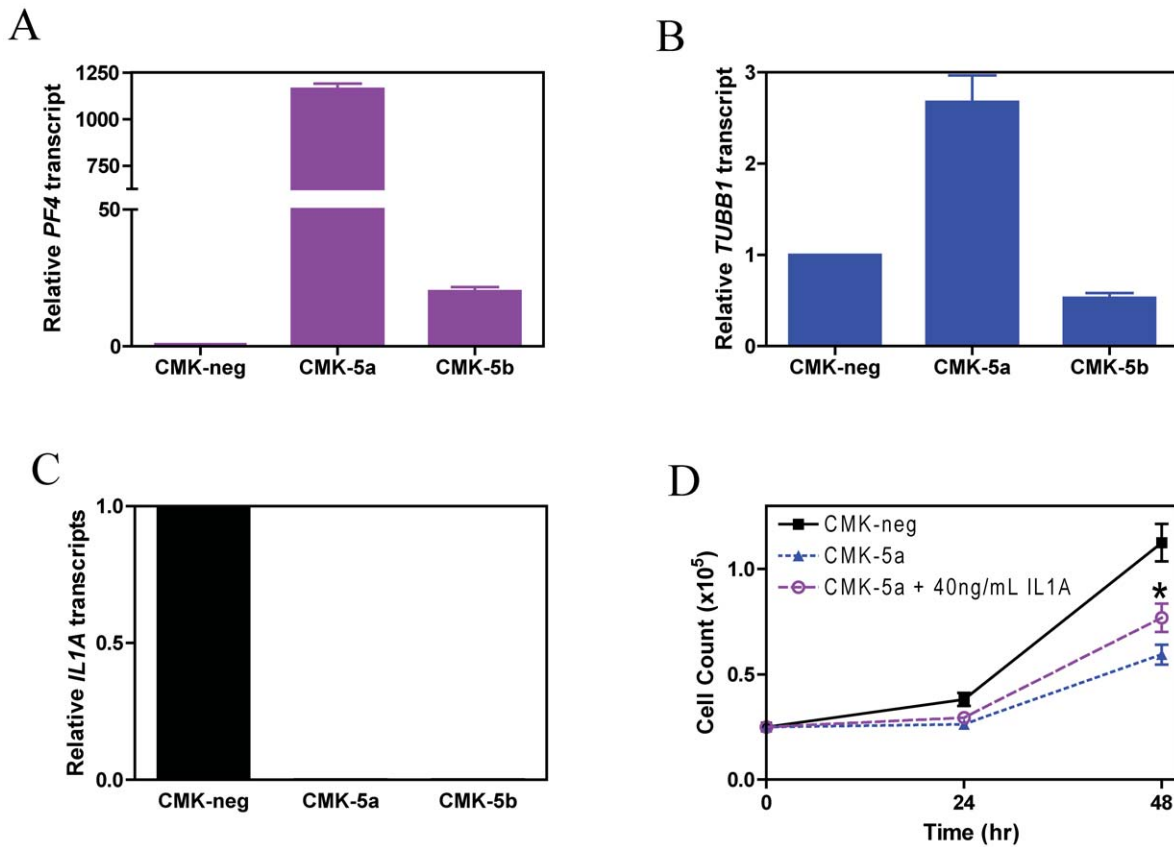 A
Relative PF4 transcript
1250
1000
750
50
0
CMK-neg CMK-5a CMK-5b
B
Relative TUBB1 transcript
3
2
1
0
CMK-neg CMK-5a CMK-5b
C
Relative IL1A transcripts
1.0
0.5
0.0
CMK-neg CMK-5a CMK-5b
D
Cell Count (x10⁵)
1.0
0.5
0.0
CMK-neg
CMK-5a
CMK-5a + 40ng/mL IL1A
*
0 24 48
Time (hr)